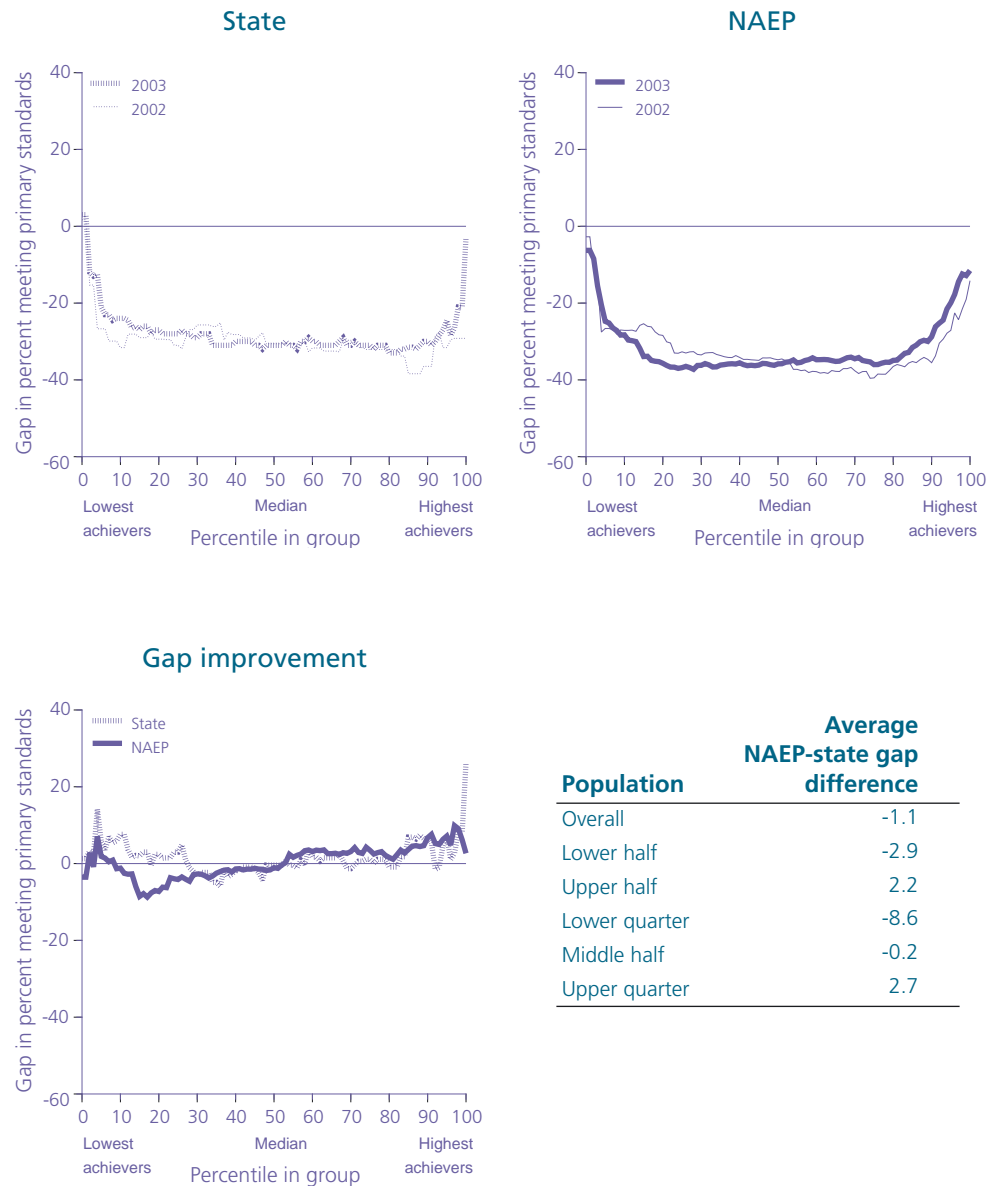 State
Gap in percent meeting primary standards
40
20
0
-20
-40
-60
2003
2002
0 10 20 30 40 50 60 70 80 90 100
Lowest achievers
Median
Highest achievers
Percentile in group
NAEP
Gap in percent meeting primary standards
40
20
0
-20
-40
-60
2003
2002
0 10 20 30 40 50 60 70 80 90 100
Lowest achievers
Median
Highest achievers
Percentile in group
Gap improvement
Gap in percent meeting primary standards
40
20
0
-20
-40
-60
State
NAEP
0 10 20 30 40 50 60 70 80 90 100
Lowest achievers
Median
Highest achievers
Percentile in group
Average
NAEP-state gap
Population difference
Overall -1.1
Lower half -2.9
Upper half 2.2
Lower quarter -8.6
Middle half -0.2
Upper quarter 2.7